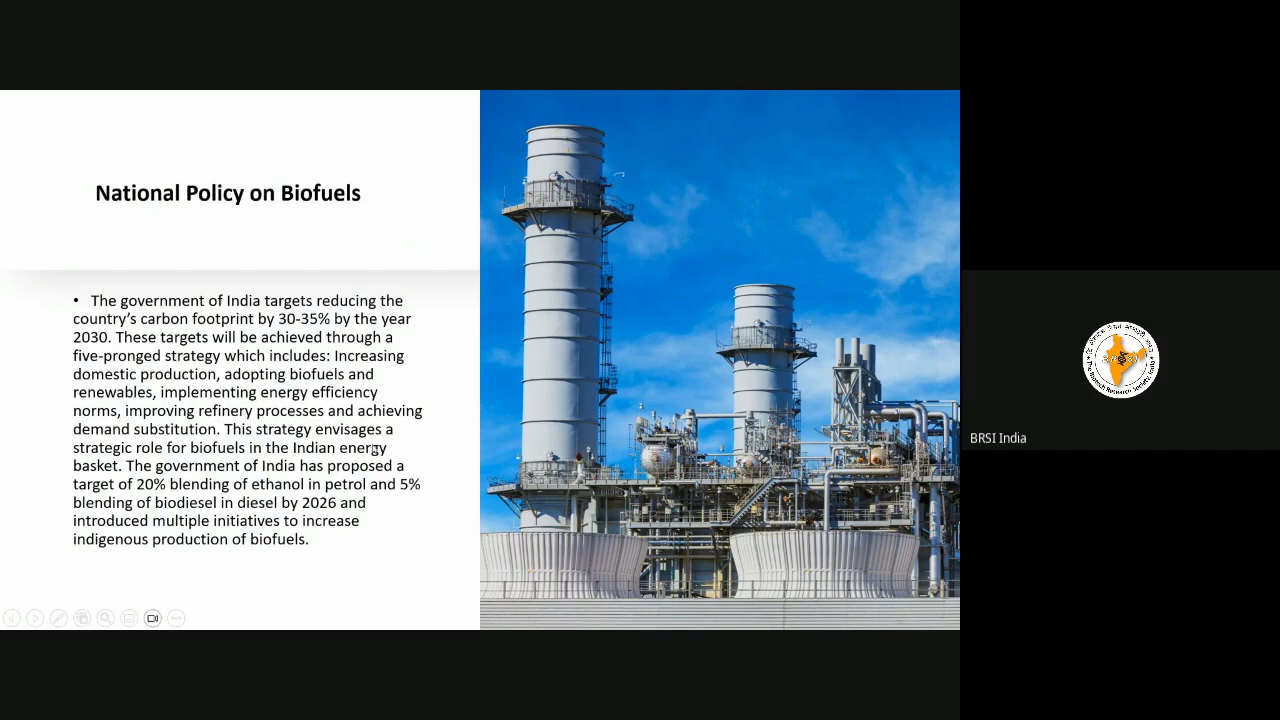 National Policy on Biofuels
• The government of India targets reducing the
country's carbon footprint by 30-35% by the year
2030. These targets will be achieved through a
five-pronged strategy which includes: Increasing
domestic production, adopting biofuels and
renewables, implementing energy efficiency
norms, improving refinery processes and achieving
demand substitution. This strategy envisages a
strategic role for biofuels in the Indian energy
basket. The government of India has proposed a
target of 20% blending of ethanol in petrol and 5%
blending of biodiesel in diesel by 2026 and
introduced multiple initiatives to increase
indigenous production of biofuels.
BRSI India